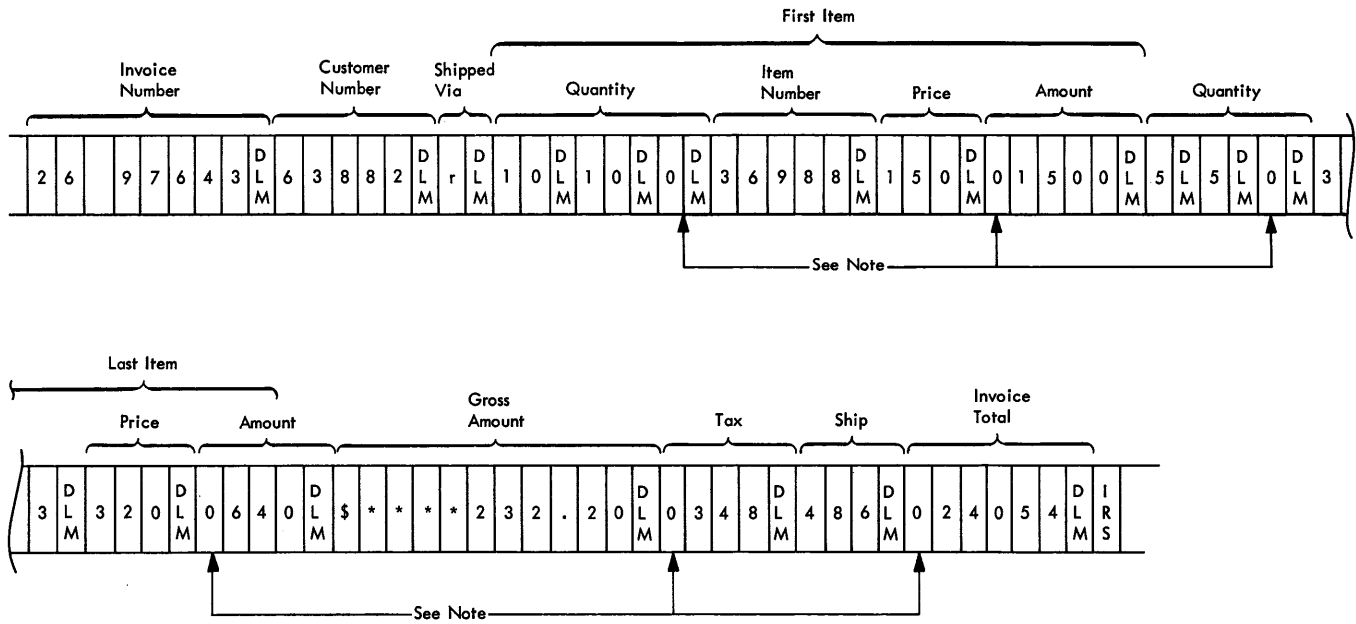 First Item
Invoice Number
Customer Number
Shipped Via
Quantity
Item Number
Price
Amount
Quantity
2 6 9 7 6 4 3 DLM 6 3 8 8 2 DLM r DLM 1 0 DLM 1 0 DLM 0 DLM 3 6 9 8 8 DLM 1 5 0 DLM 0 1 5 0 0 DLM 5 DLM 5 DLM 0 DLM 3
See Note
Last Item
Price
Amount
Gross Amount
Tax
Ship
Invoice Total
3 DLM 3 2 0 DLM 0 6 4 0 DLM $ * * * * 2 3 2 . 2 0 DLM 0 3 4 8 DLM 4 8 6 DLM 0 2 4 0 5 4 DLM IRS
See Note